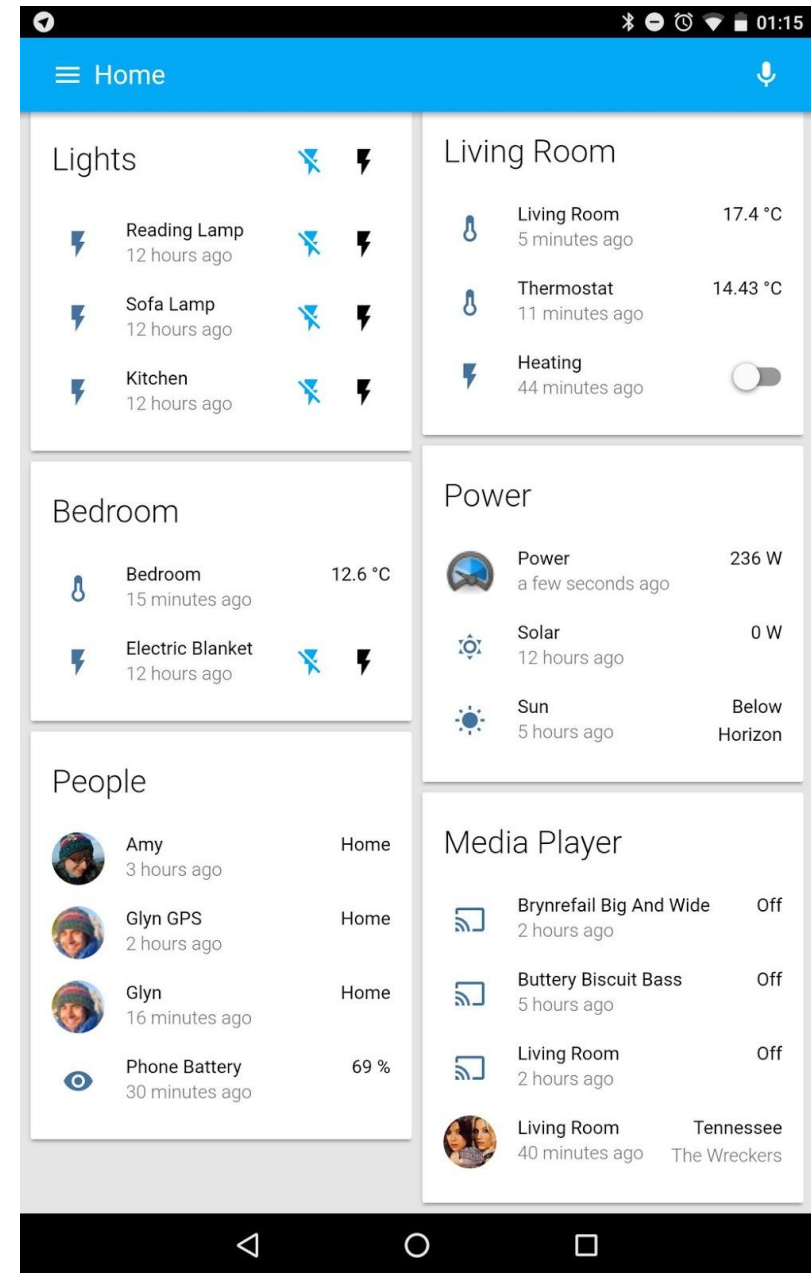 01:15
Home
Lights
Reading Lamp
12 hours ago
Sofa Lamp
12 hours ago
Kitchen
12 hours ago
Bedroom
Bedroom 12.6 °C
15 minutes ago
Electric Blanket
12 hours ago
People
Amy Home
3 hours ago
Glyn GPS Home
2 hours ago
Glyn Home
16 minutes ago
Phone Battery 69 %
30 minutes ago
Living Room
Living Room 17.4 °C
5 minutes ago
Thermostat 14.43 °C
11 minutes ago
Heating
44 minutes ago
Power
Power 236 W
a few seconds ago
Solar 0 W
12 hours ago
Sun Below
5 hours ago Horizon
Media Player
Brynrefail Big And Wide Off
2 hours ago
Buttery Biscuit Bass Off
5 hours ago
Living Room Off
2 hours ago
Living Room Tennessee
40 minutes ago The Wreckers